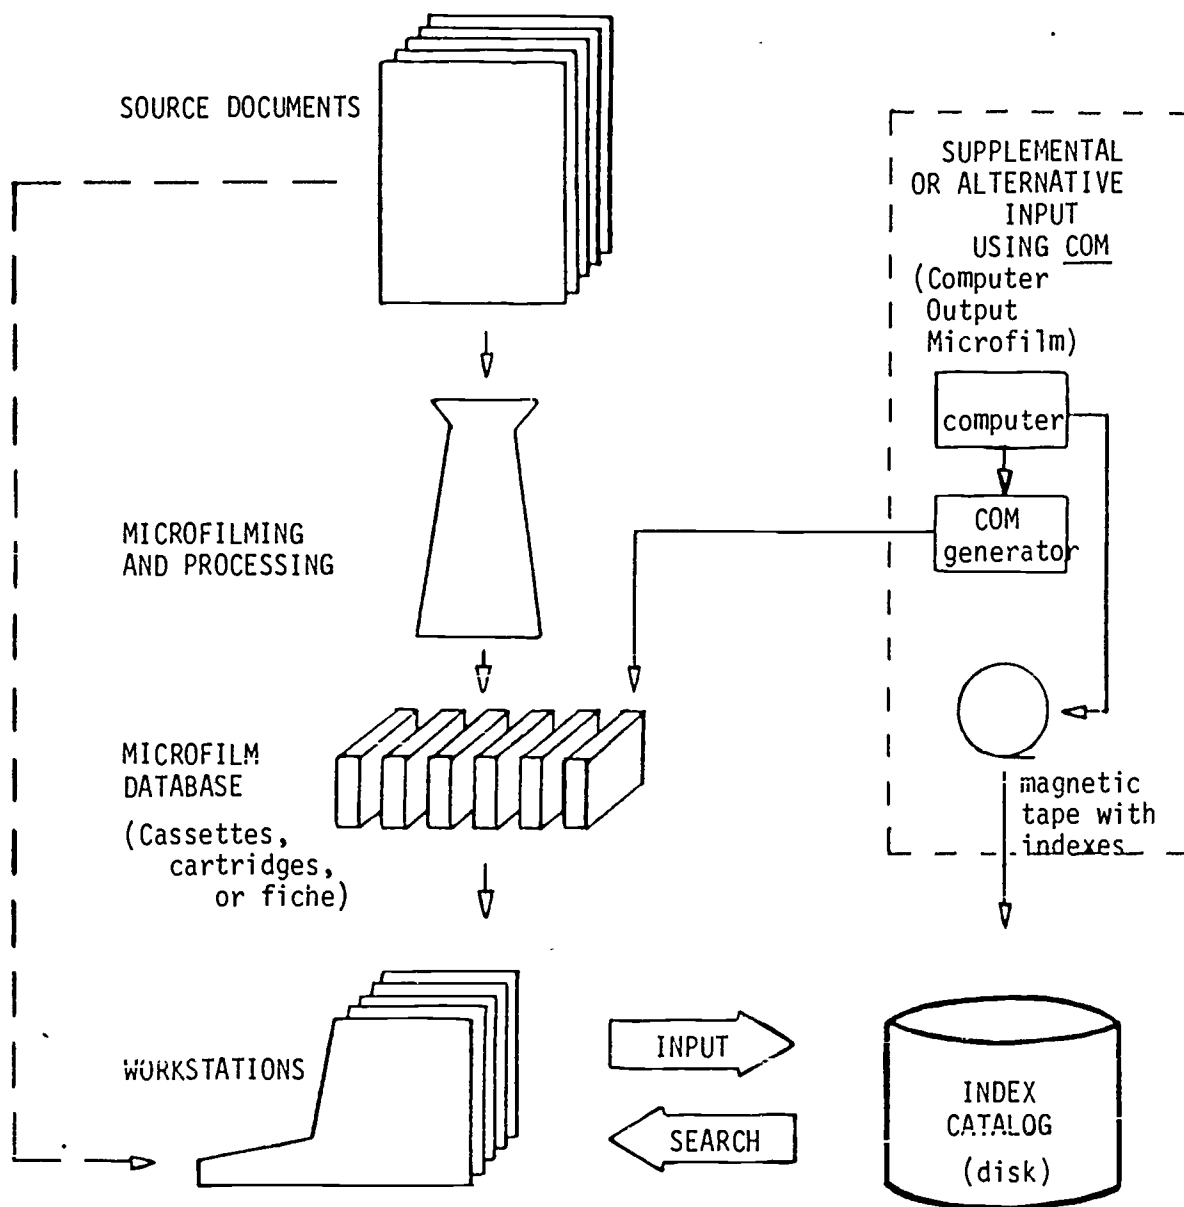 SOURCE DOCUMENTS
SUPPLEMENTAL
OR ALTERNATIVE
INPUT
USING COM
(Computer
Output
Microfilm)
computer
COM
generator
MICROFILMING
AND PROCESSING
MICROFILM
DATABASE
(Cassettes,
cartridges,
or fiche)
magnetic
tape with
indexes
WORKSTATIONS
INPUT
SEARCH
INDEX
CATALOG
(disk)